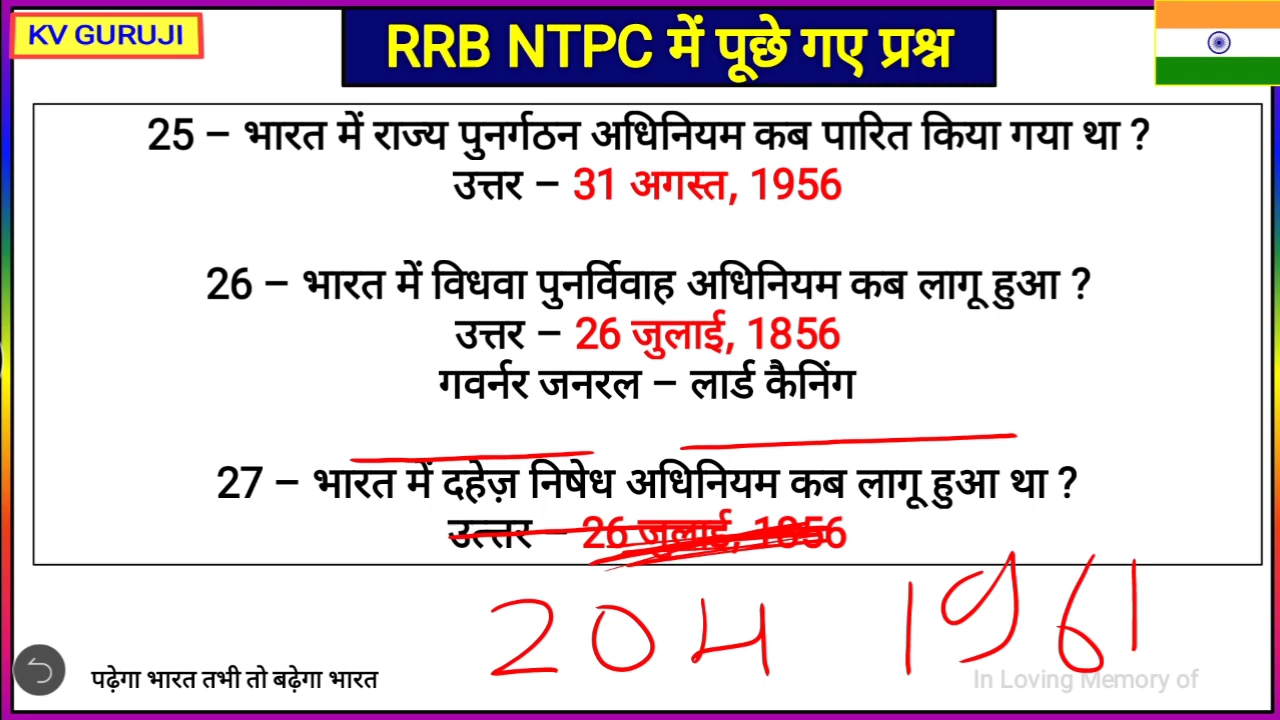 KV GURUJI
RRB NTPC में पूछे गए प्रश्न
25 – भारत में राज्य पुनर्गठन अधिनियम कब पारित किया गया था ?
उत्तर – 31 अगस्त, 1956
26 – भारत में विधवा पुनर्विवाह अधिनियम कब लागू हुआ ?
उत्तर – 26 जुलाई, 1856
गवर्नर जनरल – लार्ड कैनिंग
27 – भारत में दहेज़ निषेध अधिनियम कब लागू हुआ था ?
उत्तर – 26 जुलाई, 1856
1961
पढ़ेगा भारत तभी तो बढ़ेगा भारत
In Loving Memory of